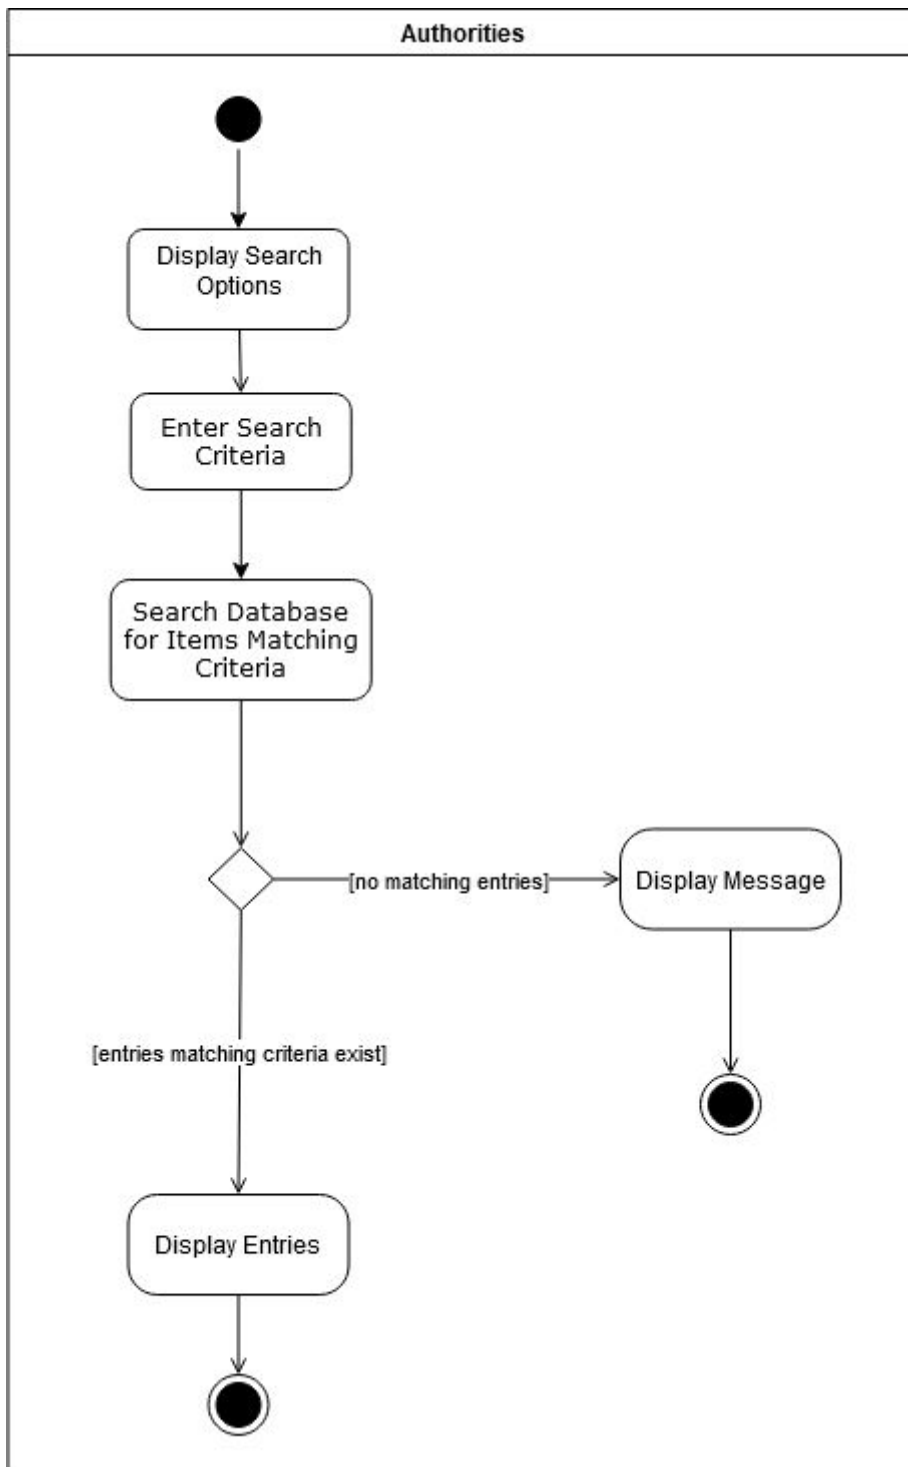 Authorities
Display Search
Options
Enter Search
Criteria
Search Database
for Items Matching
Criteria
[no matching entries]
Display Message
[entries matching criteria exist]
Display Entries